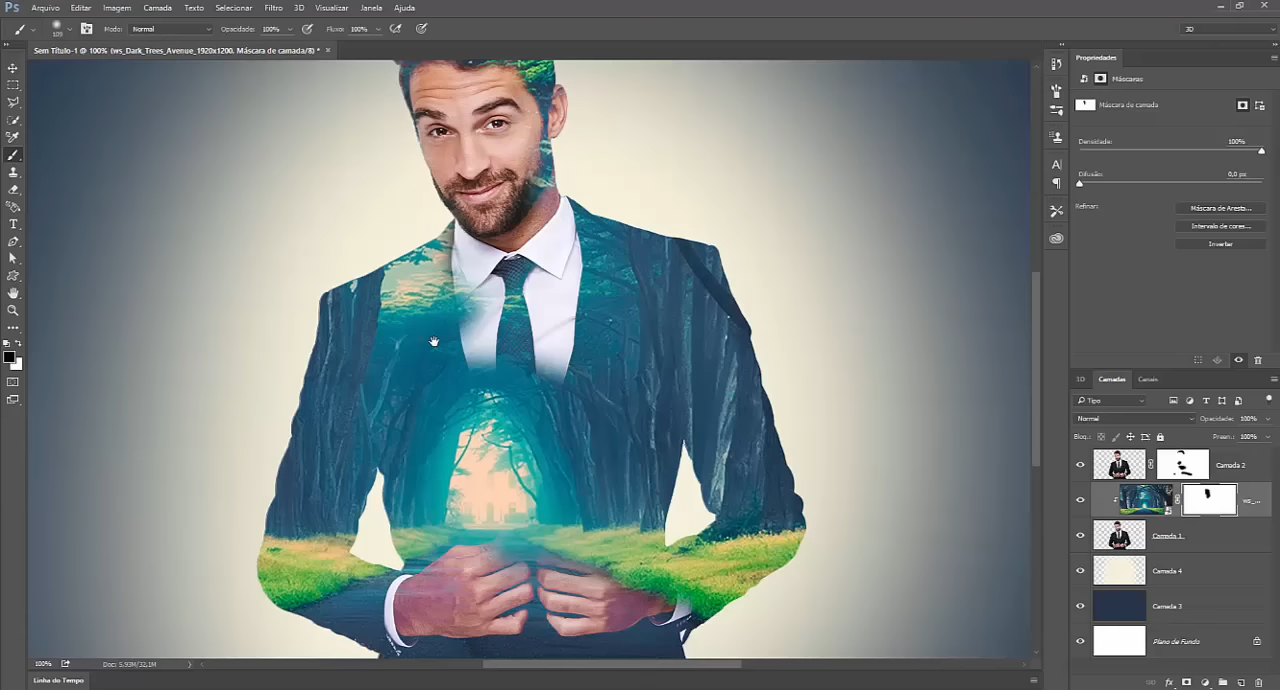 Ps Arquivo Editar Imagem Camada Texto Selecionar Filtro 3D Visualizar Janela Ajuda
109 Modo: Normal Opacidade: 100% Fluxo: 100% 3D
Sem Título-1 @ 100% (ws_Dark_Trees_Avenue_1920x1200, Máscara de camada/8) * ×
Propriedades
Máscaras
Máscara de camada
Densidade: 100%
Difusão: 0,0 px
Refinar: Máscara de Aresta...
Intervalo de cores...
Inverter
3D Camadas Canais
Tipo
Normal Opacidade: 100%
Bloq.: Preen.: 100%
Camada 2
ws_...
Camada 1
Camada 4
Camada 3
Plano de Fundo
100% Doc: 5,93M/32,1M
Linha do Tempo